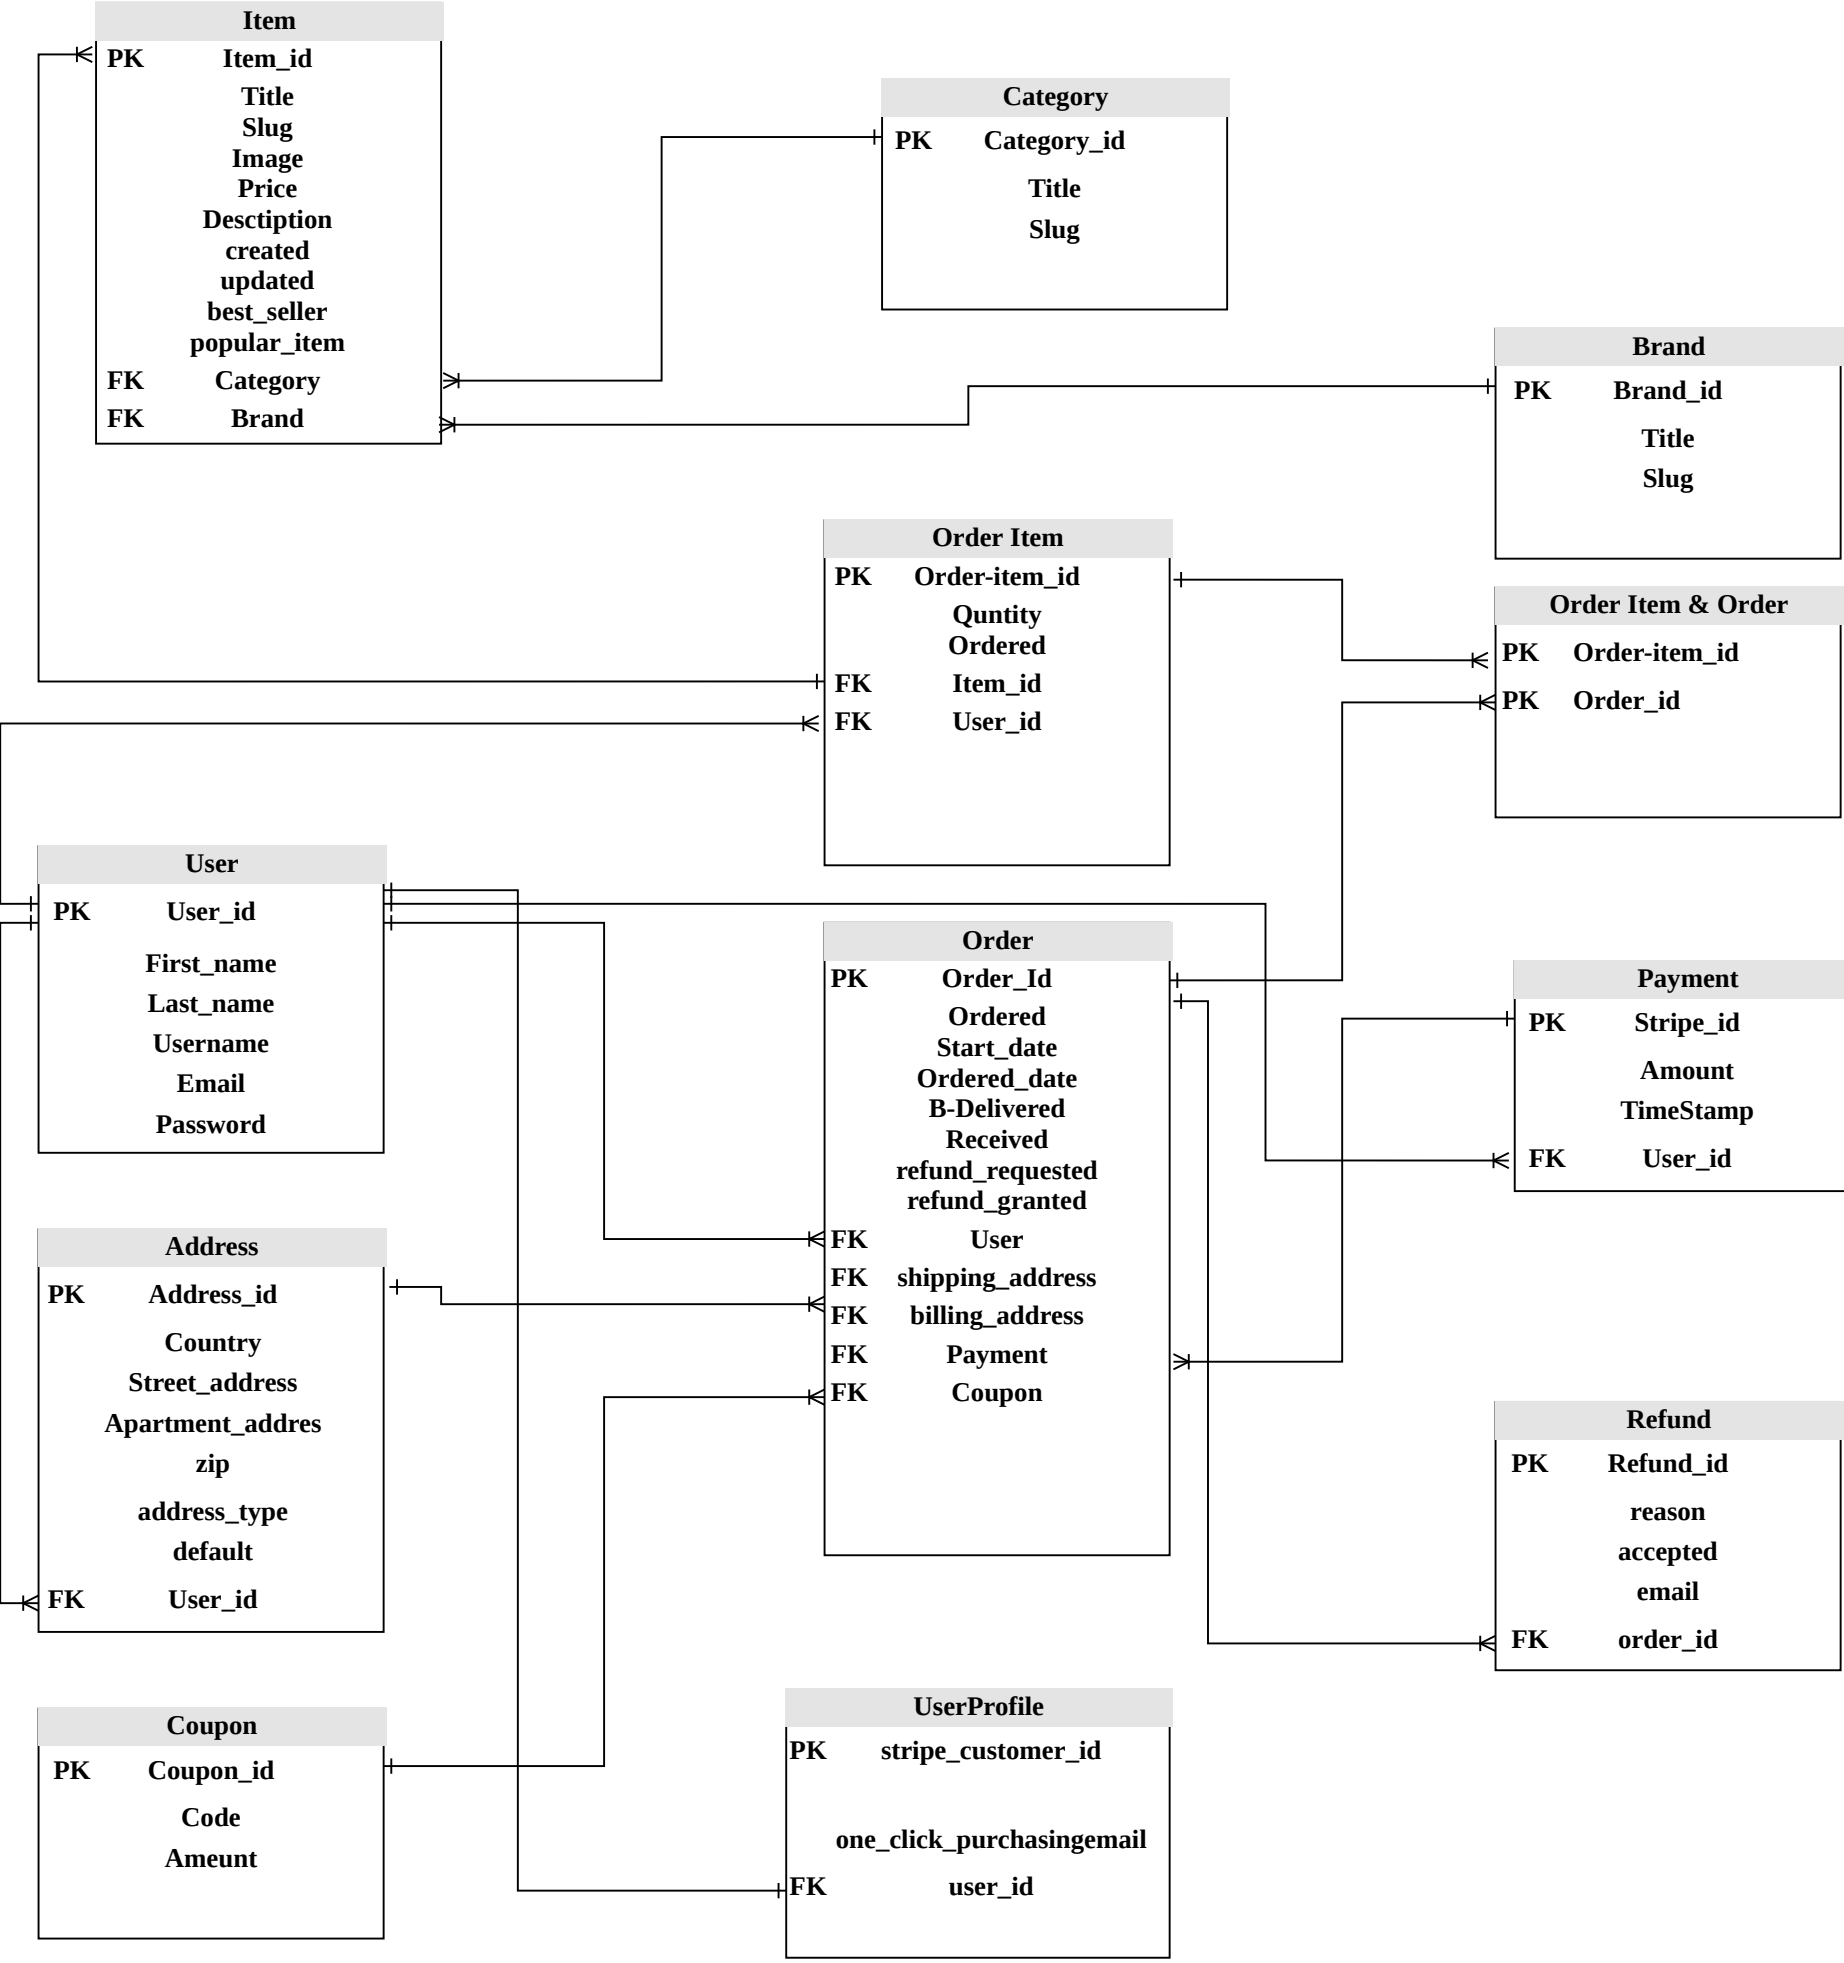 Item
PK Item_id
Title
Slug
Image
Price
Desctiption
created
updated
best_seller
popular_item
FK Category
FK Brand
Category
PK Category_id
Title
Slug
Brand
PK Brand_id
Title
Slug
Order Item
PK Order-item_id
Quntity
Ordered
FK Item_id
FK User_id
Order Item & Order
PK Order-item_id
PK Order_id
User
PK User_id
First_name
Last_name
Username
Email
Password
Order
PK Order_Id
Ordered
Start_date
Ordered_date
B-Delivered
Received
refund_requested
refund_granted
FK User
FK shipping_address
FK billing_address
FK Payment
FK Coupon
Payment
PK Stripe_id
Amount
TimeStamp
FK User_id
Address
PK Address_id
Country
Street_address
Apartment_addres
zip
address_type
default
FK User_id
Refund
PK Refund_id
reason
accepted
email
FK order_id
Coupon
PK Coupon_id
Code
Ameunt
UserProfile
PK stripe_customer_id
one_click_purchasingemail
FK user_id